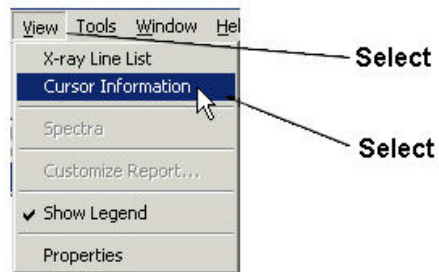 View Tools Window Hel
X-ray Line List
Cursor Information
Spectra
Customize Report...
Show Legend
Properties
Select
Select